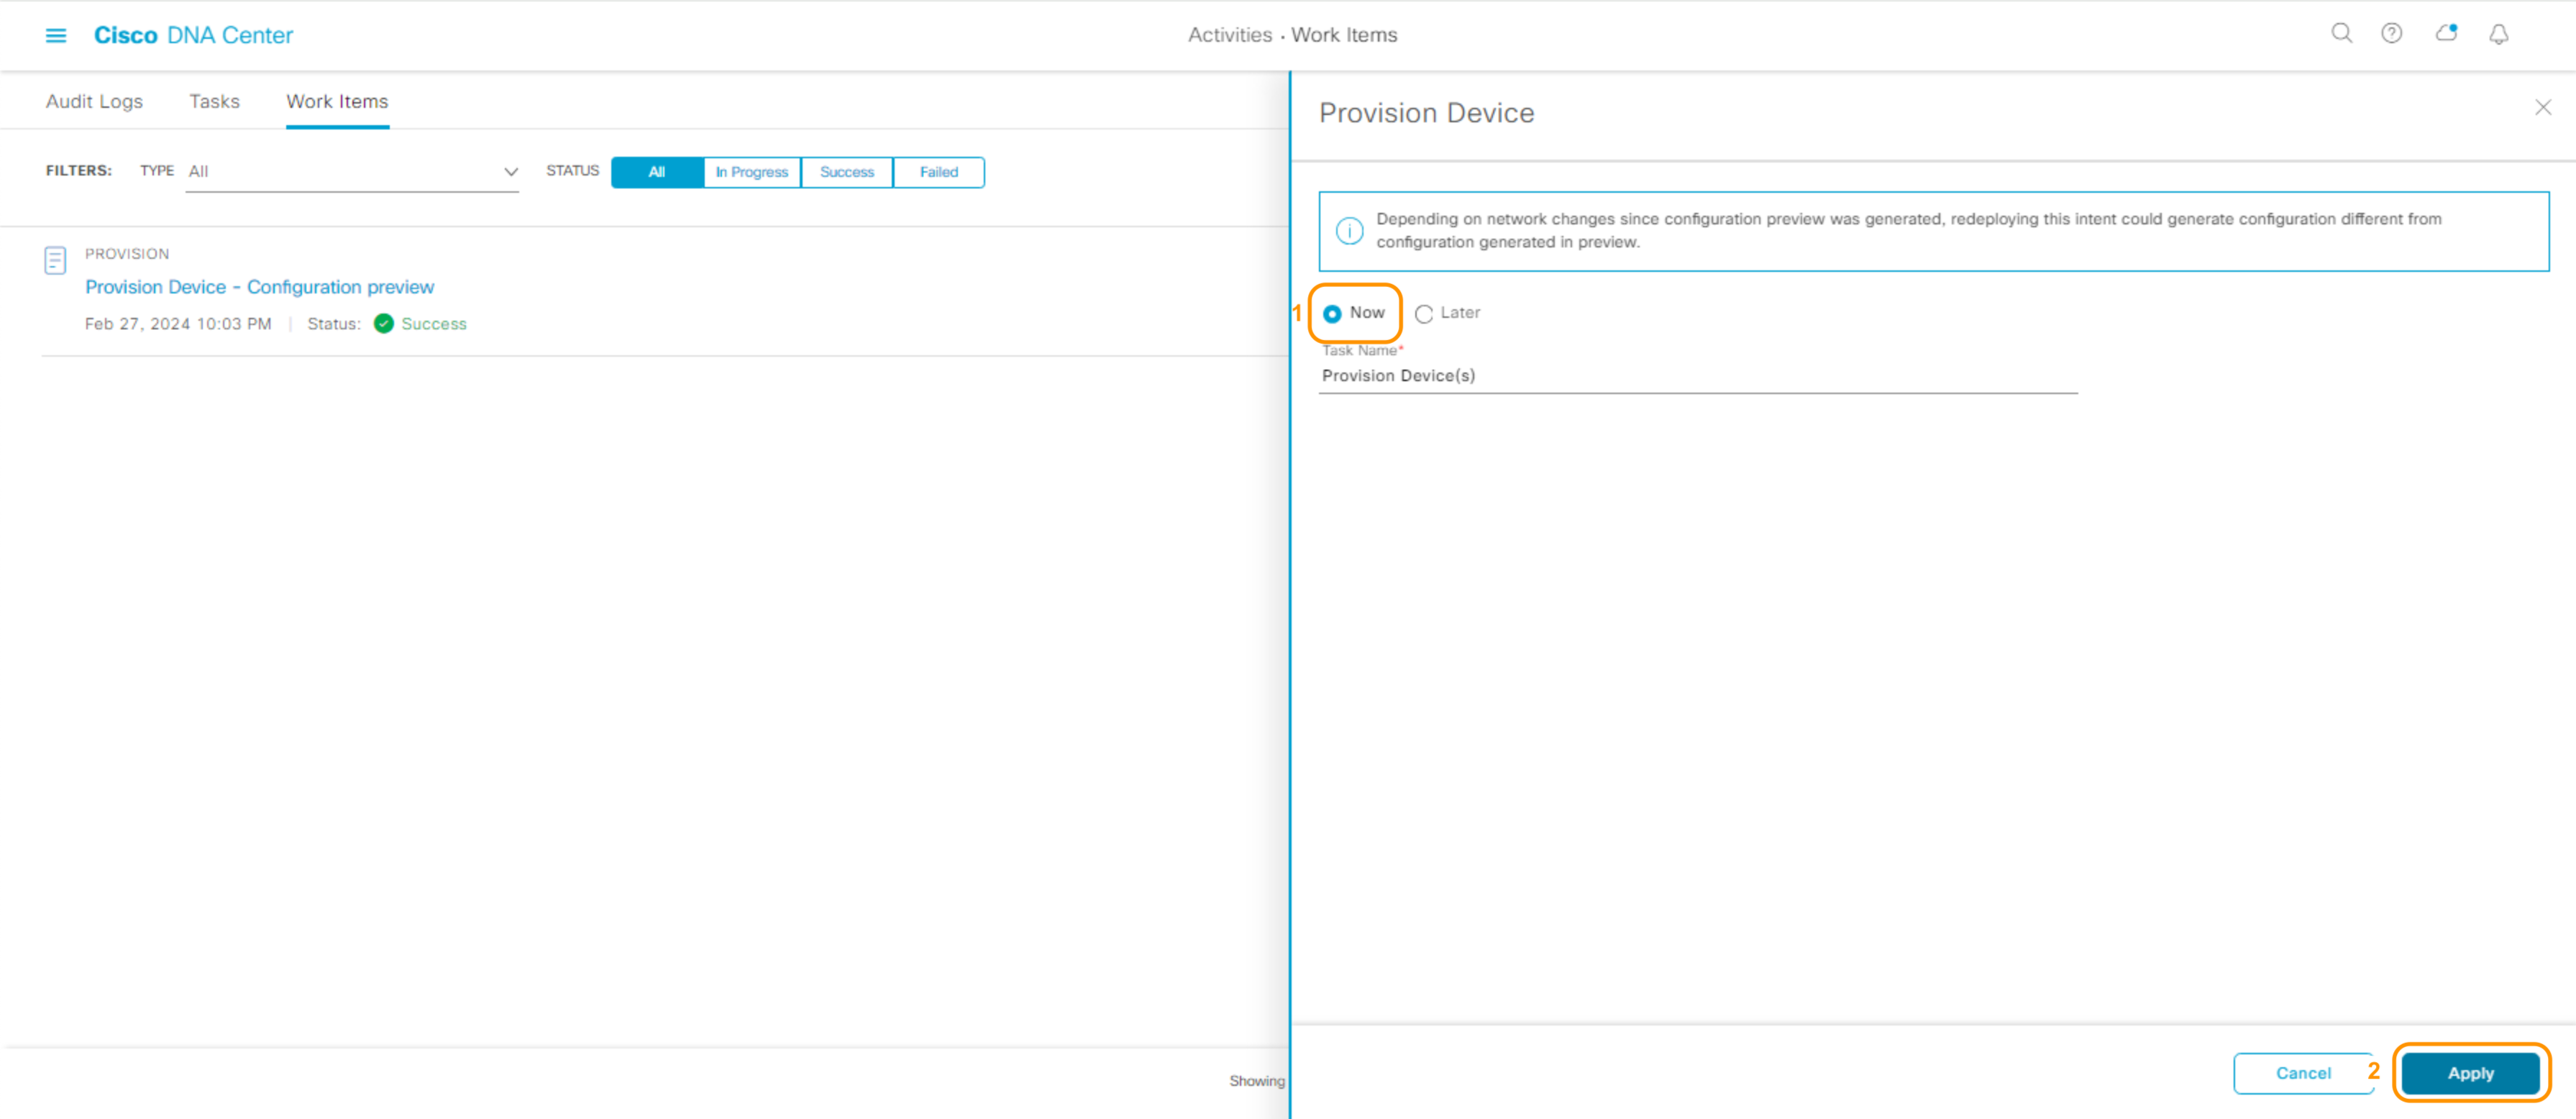 Cisco DNA Center
Activities · Work Items
Audit Logs Tasks Work Items
FILTERS: TYPE All STATUS All In Progress Success Failed
PROVISION
Provision Device - Configuration preview
Feb 27, 2024 10:03 PM | Status: Success
Showing
Provision Device
Depending on network changes since configuration preview was generated, redeploying this intent could generate configuration different from
configuration generated in preview.
1 Now Later
Task Name*
Provision Device(s)
Cancel 2 Apply